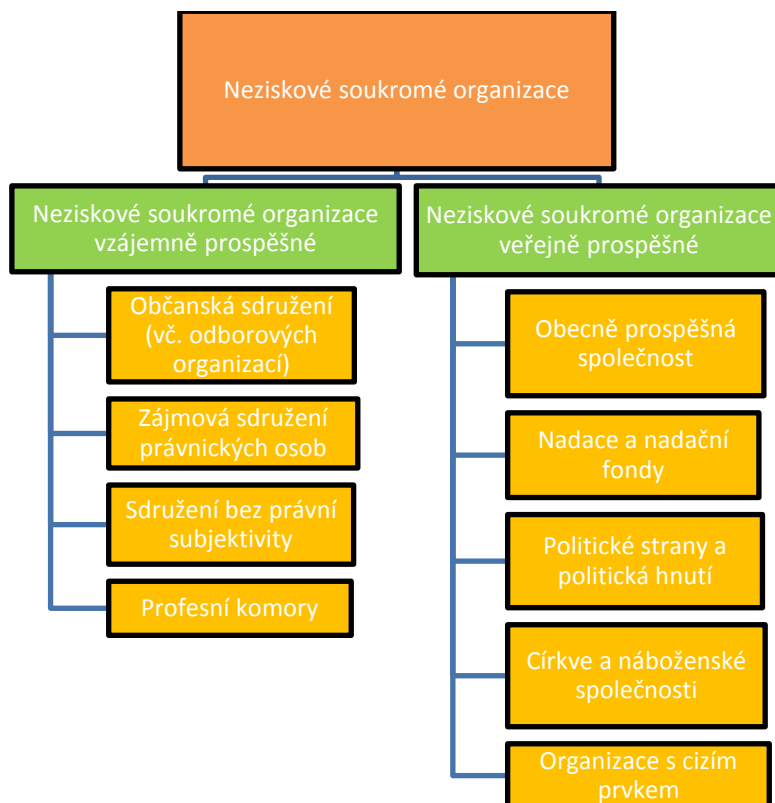 Neziskové soukromé organizace
Neziskové soukromé organizace
vzájemně prospěšné
Občanská sdružení
(vč. odborových
organizací)
Zájmová sdružení
právnických osob
Sdružení bez právní
subjektivity
Profesní komory
Neziskové soukromé organizace
veřejně prospěšné
Obecně prospěšná
společnost
Nadace a nadační
fondy
Politické strany a
politická hnutí
Církve a náboženské
společnosti
Organizace s cizím
prvkem